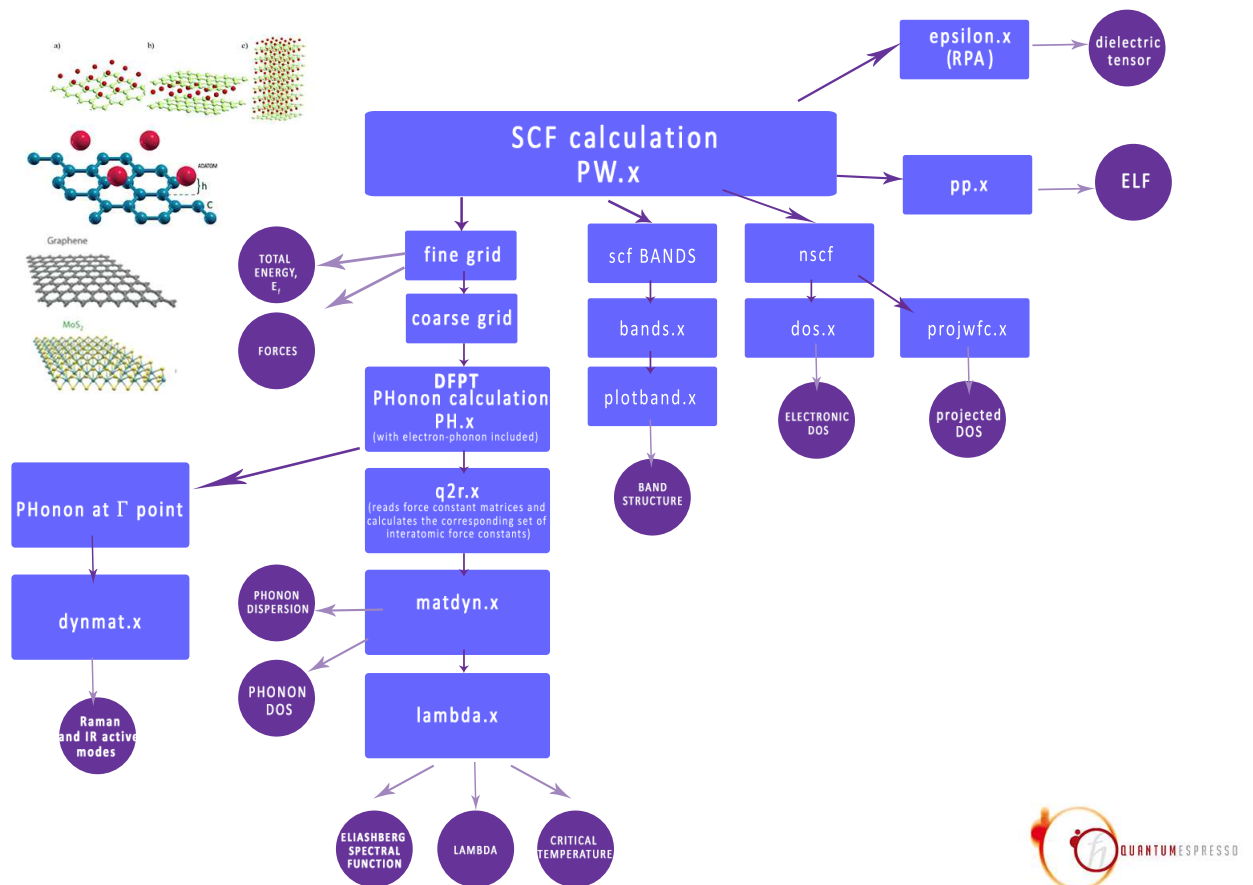 a)
b)
c)
ADATOM
h
C
Graphene
MoS2
SCF calculation
PW.x
epsilon.x
(RPA)
dielectric
tensor
pp.x
ELF
TOTAL
ENERGY,
Ef
FORCES
fine grid
coarse grid
DFPT
PHonon calculation
PH.x
(with electron-phonon included)
scf BANDS
bands.x
plotband.x
BAND
STRUCTURE
nscf
dos.x
ELECTRONIC
DOS
projwfc.x
projected
DOS
PHonon at Γ point
dynmat.x
Raman
and IR active
modes
q2r.x
(reads force constant matrices and
calculates the corresponding set of
interatomic force constants)
PHONON
DISPERSION
PHONON
DOS
matdyn.x
lambda.x
ELIASHBERG
SPECTRAL
FUNCTION
LAMBDA
CRITICAL
TEMPERATURE
ħ
QUANTUMESPRESSO